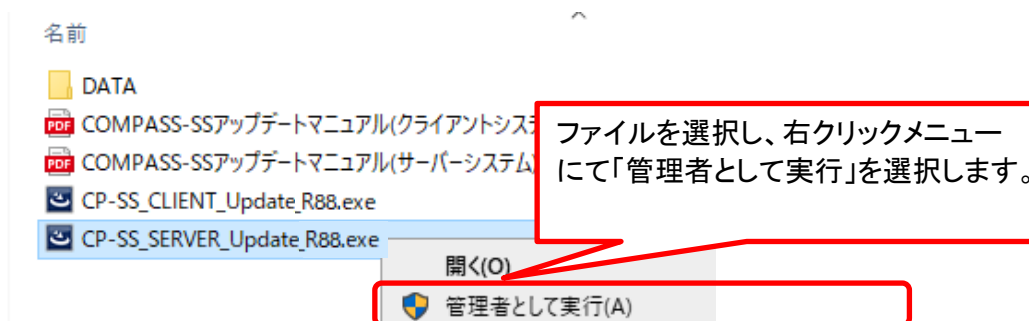 名前
DATA
COMPASS-SSアップデートマニュアル(クライアントシステ
COMPASS-SSアップデートマニュアル(サーバーシステム)
ファイルを選択し、右クリックメニュー
にて「管理者として実行」を選択します。
CP-SS_CLIENT_Update_R88.exe
CP-SS_SERVER_Update_R88.exe
開く(O)
管理者として実行(A)